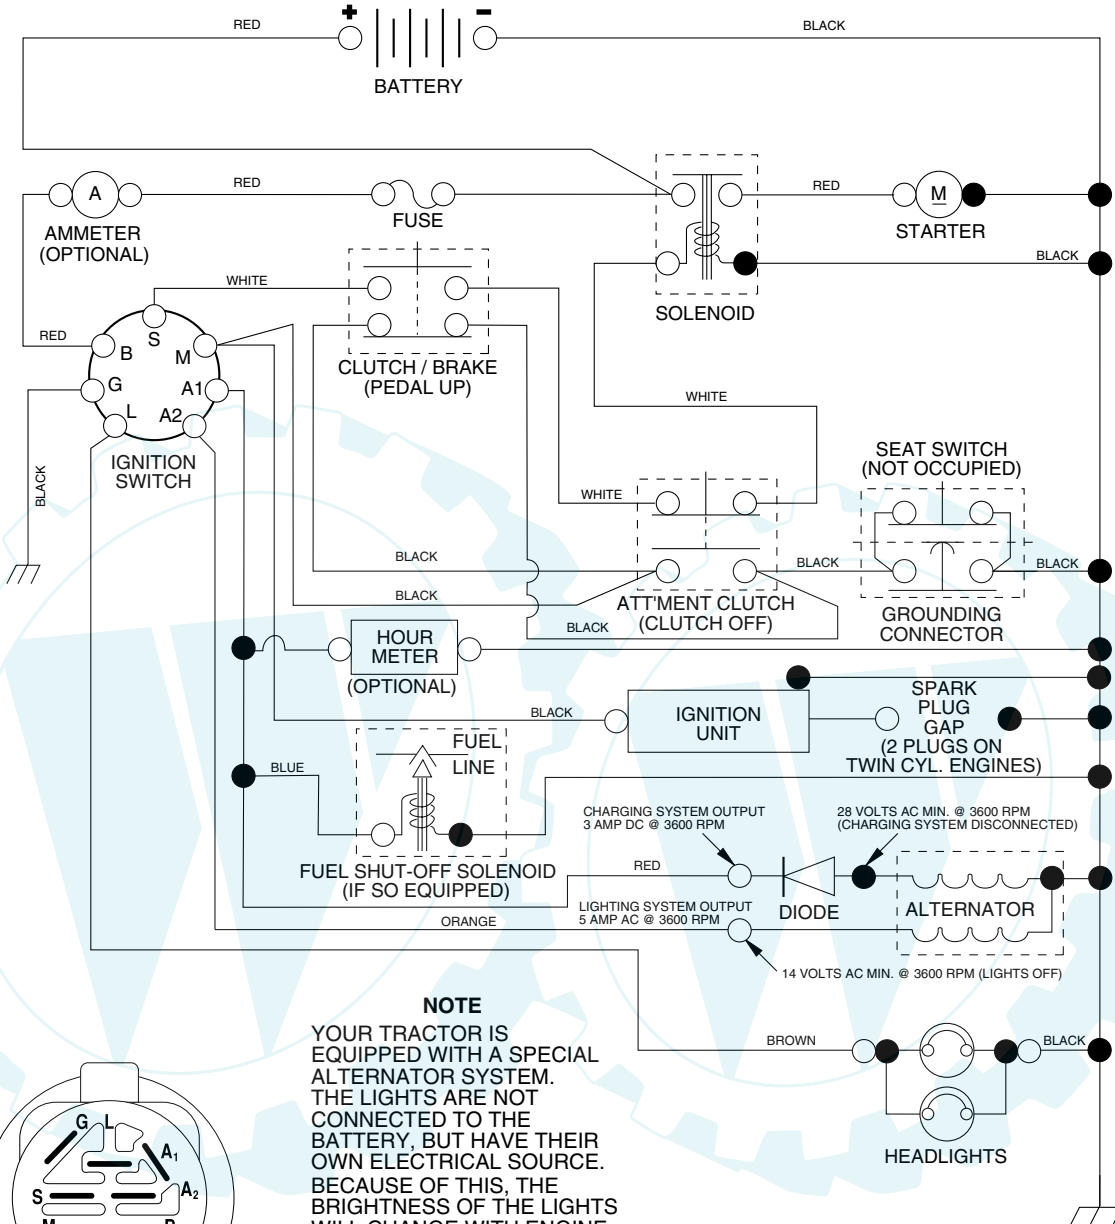 + −
RED
BLACK
BATTERY
A
RED
FUSE
RED
M
AMMETER
(OPTIONAL)
STARTER
BLACK
SOLENOID
WHITE
RED
S
B
M
G
A1
L
A2
IGNITION
SWITCH
CLUTCH / BRAKE
(PEDAL UP)
WHITE
BLACK
SEAT SWITCH
(NOT OCCUPIED)
WHITE
BLACK
BLACK
BLACK
BLACK
ATT'MENT CLUTCH
(CLUTCH OFF)
BLACK
GROUNDING
CONNECTOR
HOUR
METER
(OPTIONAL)
BLACK
IGNITION
UNIT
SPARK
PLUG
GAP
(2 PLUGS ON
TWIN CYL. ENGINES)
FUEL
LINE
BLUE
FUEL SHUT-OFF SOLENOID
(IF SO EQUIPPED)
CHARGING SYSTEM OUTPUT
3 AMP DC @ 3600 RPM
28 VOLTS AC MIN. @ 3600 RPM
(CHARGING SYSTEM DISCONNECTED)
RED
DIODE
ALTERNATOR
LIGHTING SYSTEM OUTPUT
5 AMP AC @ 3600 RPM
ORANGE
14 VOLTS AC MIN. @ 3600 RPM (LIGHTS OFF)
BROWN
BLACK
HEADLIGHTS
NOTE
YOUR TRACTOR IS
EQUIPPED WITH A SPECIAL
ALTERNATOR SYSTEM.
THE LIGHTS ARE NOT
CONNECTED TO THE
BATTERY, BUT HAVE THEIR
OWN ELECTRICAL SOURCE.
BECAUSE OF THIS, THE
BRIGHTNESS OF THE LIGHTS
WILL CHANGE WITH ENGINE
G L
A1
A2
S
M
B